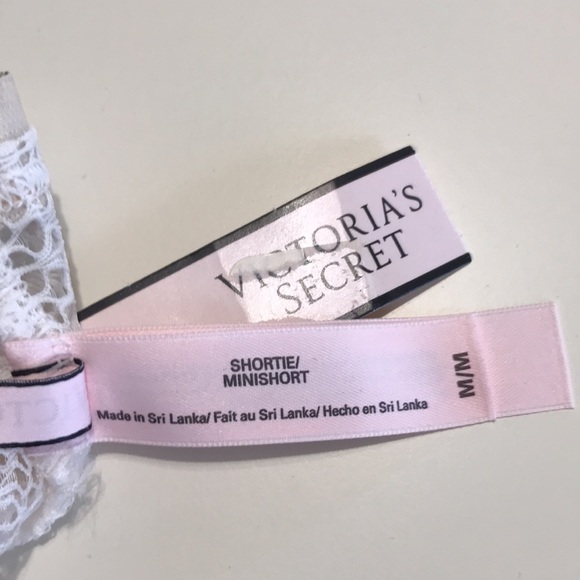 VICTORIA'S
SECRET
SHORTIE/
MINISHORT
Made in Sri Lanka/ Fait au Sri Lanka/ Hecho en Sri Lanka
M/M